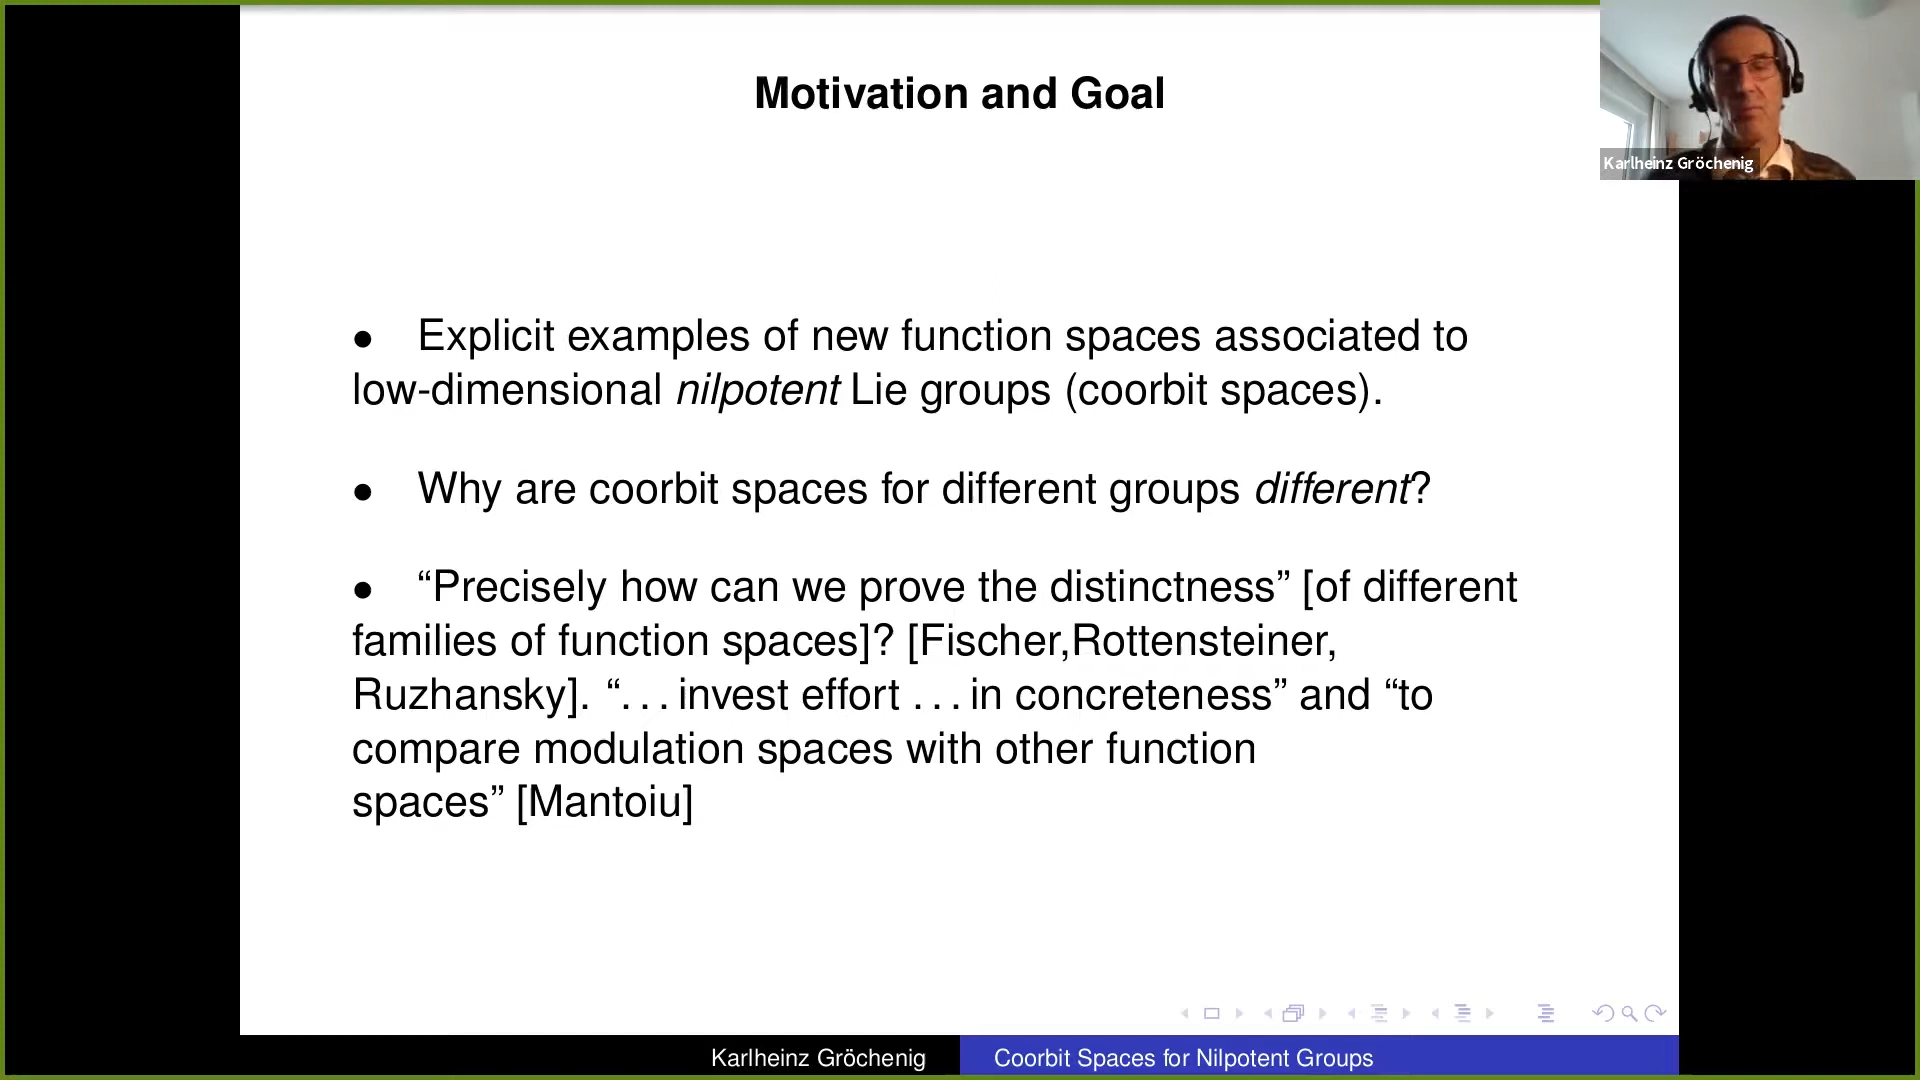 Motivation and Goal
Karlheinz Gröchenig
• Explicit examples of new function spaces associated to
low-dimensional nilpotent Lie groups (coorbit spaces).
• Why are coorbit spaces for different groups different?
• “Precisely how can we prove the distinctness” [of different
families of function spaces]? [Fischer,Rottensteiner,
Ruzhansky]. “. . . invest effort . . . in concreteness” and “to
compare modulation spaces with other function
spaces” [Mantoiu]
Karlheinz Gröchenig
Coorbit Spaces for Nilpotent Groups